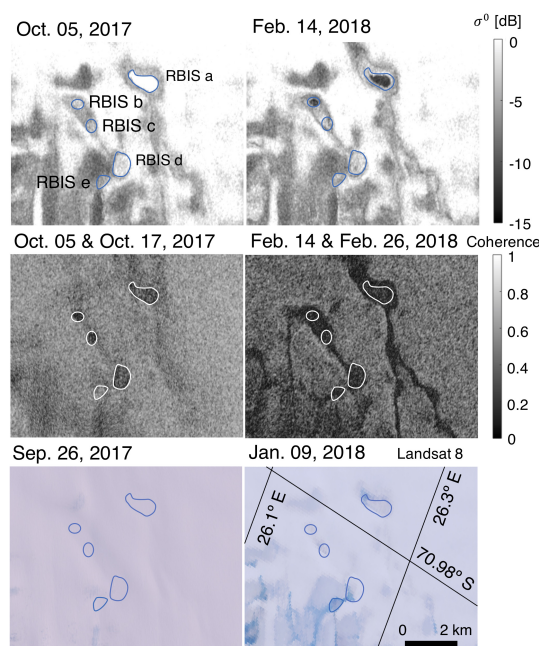 Oct. 05, 2017
Feb. 14, 2018
σ⁰ [dB]
0
-5
-10
-15
RBIS a
RBIS b
RBIS c
RBIS d
RBIS e
Oct. 05 & Oct. 17, 2017
Feb. 14 & Feb. 26, 2018
Coherence
1
0.8
0.6
0.4
0.2
0
Sep. 26, 2017
Jan. 09, 2018
Landsat 8
26.1° E
26.3° E
70.98° S
0 2 km